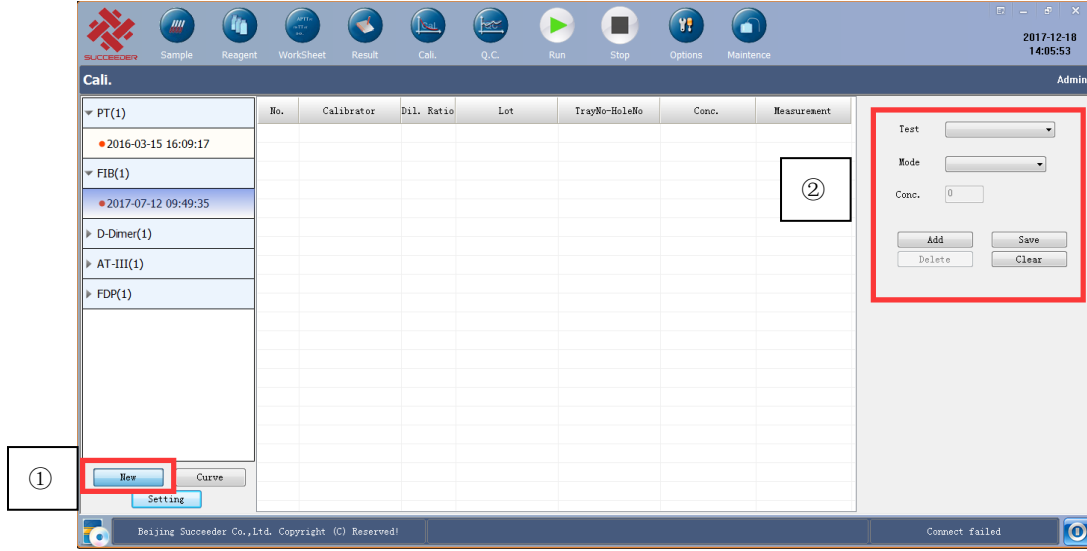 SUCCEEDER
Sample Reagent WorkSheet Result Cali. Q.C. Run Stop Options Maintence
2017-12-18
14:05:53
Cali. Admin
PT(1)
2016-03-15 16:09:17
FIB(1)
2017-07-12 09:49:35
D-Dimer(1)
AT-III(1)
FDP(1)
No. Calibrator Dil. Ratio Lot TrayNo-HoleNo Conc. Measurement
②
Test
Mode
Conc. 0
Add Save
Delete Clear
①
New Curve
Setting
Beijing Succeeder Co.,Ltd. Copyright (C) Reserved! Connect failed